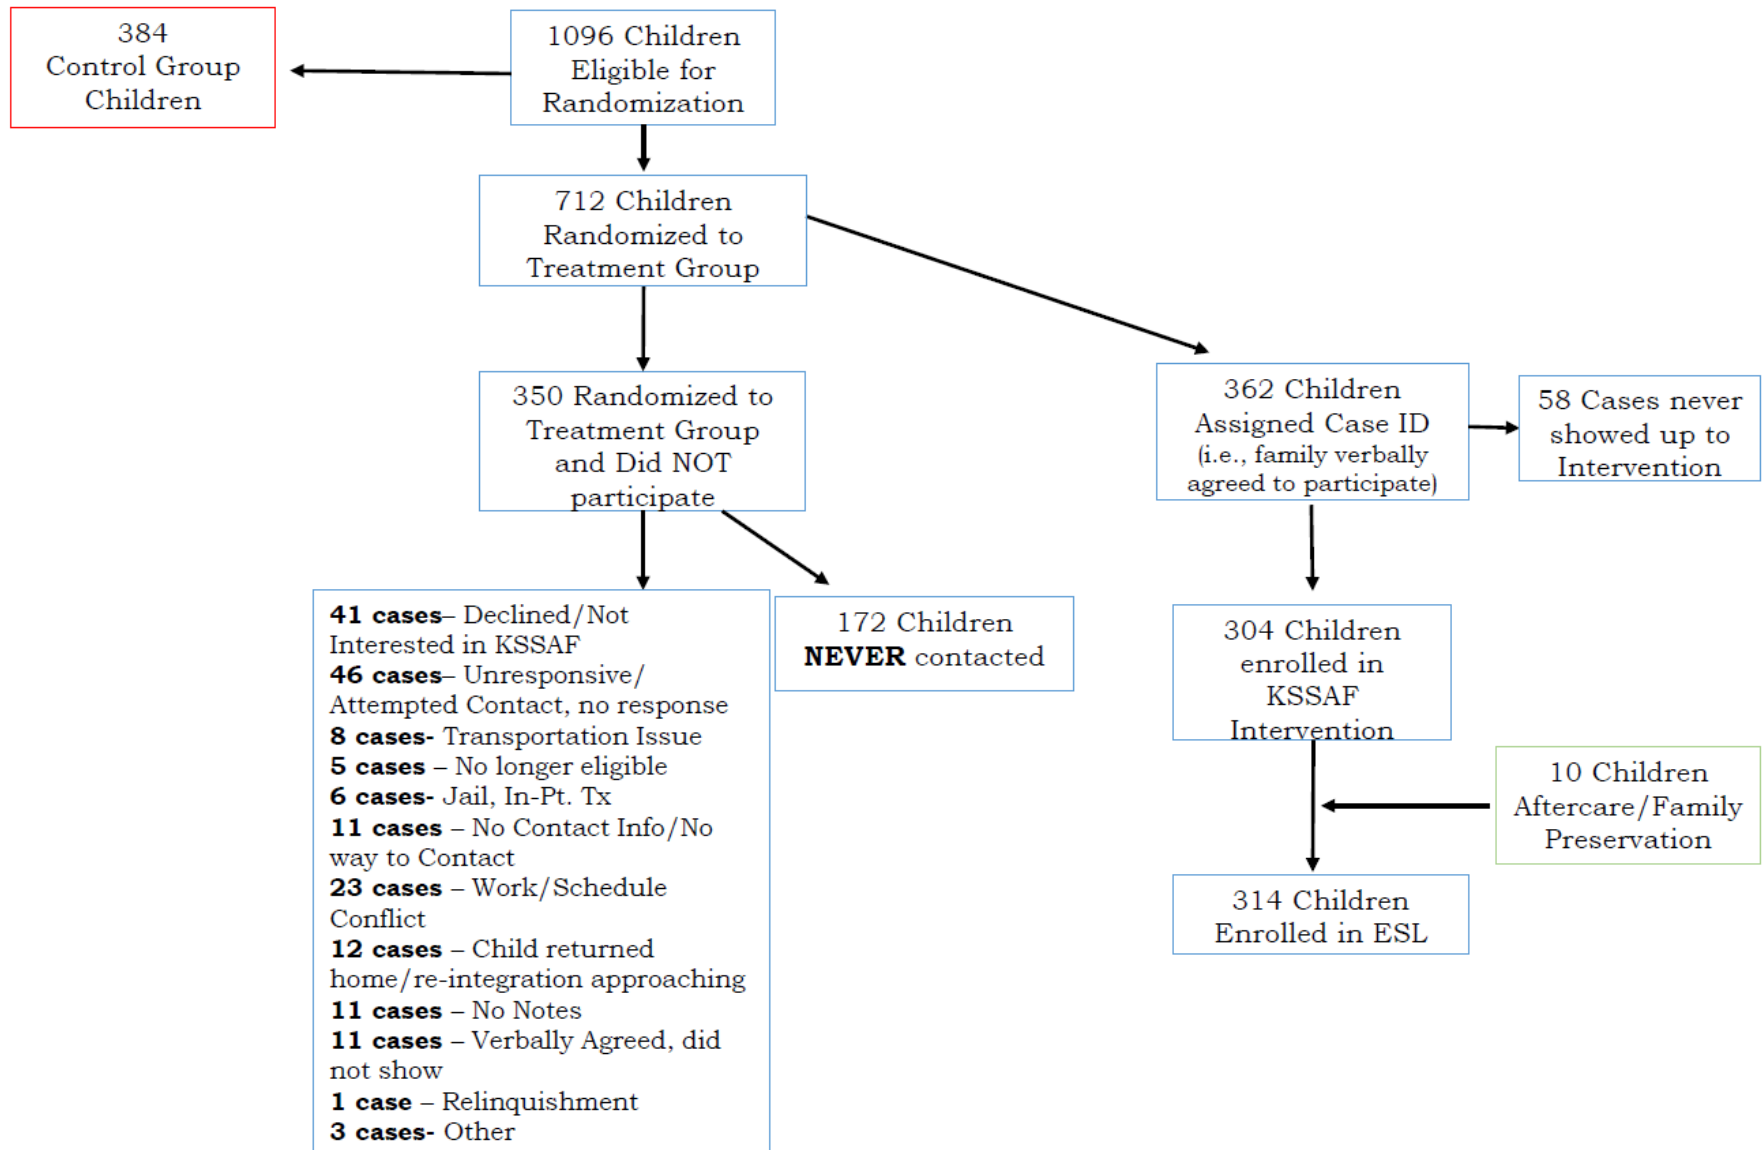 384
Control Group
Children
1096 Children
Eligible for
Randomization
712 Children
Randomized to
Treatment Group
350 Randomized to
Treatment Group
and Did NOT
participate
362 Children
Assigned Case ID
(i.e., family verbally
agreed to participate)
58 Cases never
showed up to
Intervention
41 cases– Declined/Not
Interested in KSSAF
46 cases– Unresponsive/
Attempted Contact, no response
8 cases- Transportation Issue
5 cases – No longer eligible
6 cases- Jail, In-Pt. Tx
11 cases – No Contact Info/No
way to Contact
23 cases – Work/Schedule
Conflict
12 cases – Child returned
home/re-integration approaching
11 cases – No Notes
11 cases – Verbally Agreed, did
not show
1 case – Relinquishment
3 cases- Other
172 Children
NEVER contacted
304 Children
enrolled in
KSSAF
Intervention
10 Children
Aftercare/Family
Preservation
314 Children
Enrolled in ESL